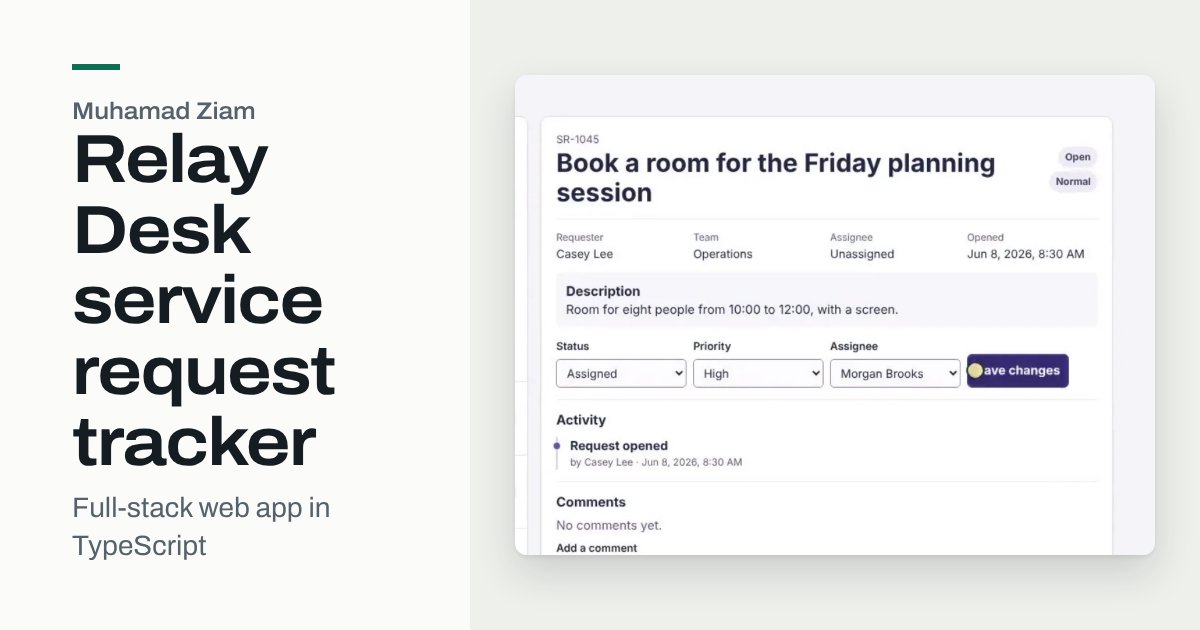 Muhamad Ziam
Relay
Desk
service
request
tracker
Full-stack web app in
TypeScript
SR-1045
Book a room for the Friday planning
session
Open
Normal
Requester
Team
Assignee
Opened
Casey Lee
Operations
Unassigned
Jun 8, 2026, 8:30 AM
Description
Room for eight people from 10:00 to 12:00, with a screen.
Status
Priority
Assignee
Assigned
High
Morgan Brooks
ave changes
Activity
Request opened
by Casey Lee · Jun 8, 2026, 8:30 AM
Comments
No comments yet.
Add a comment